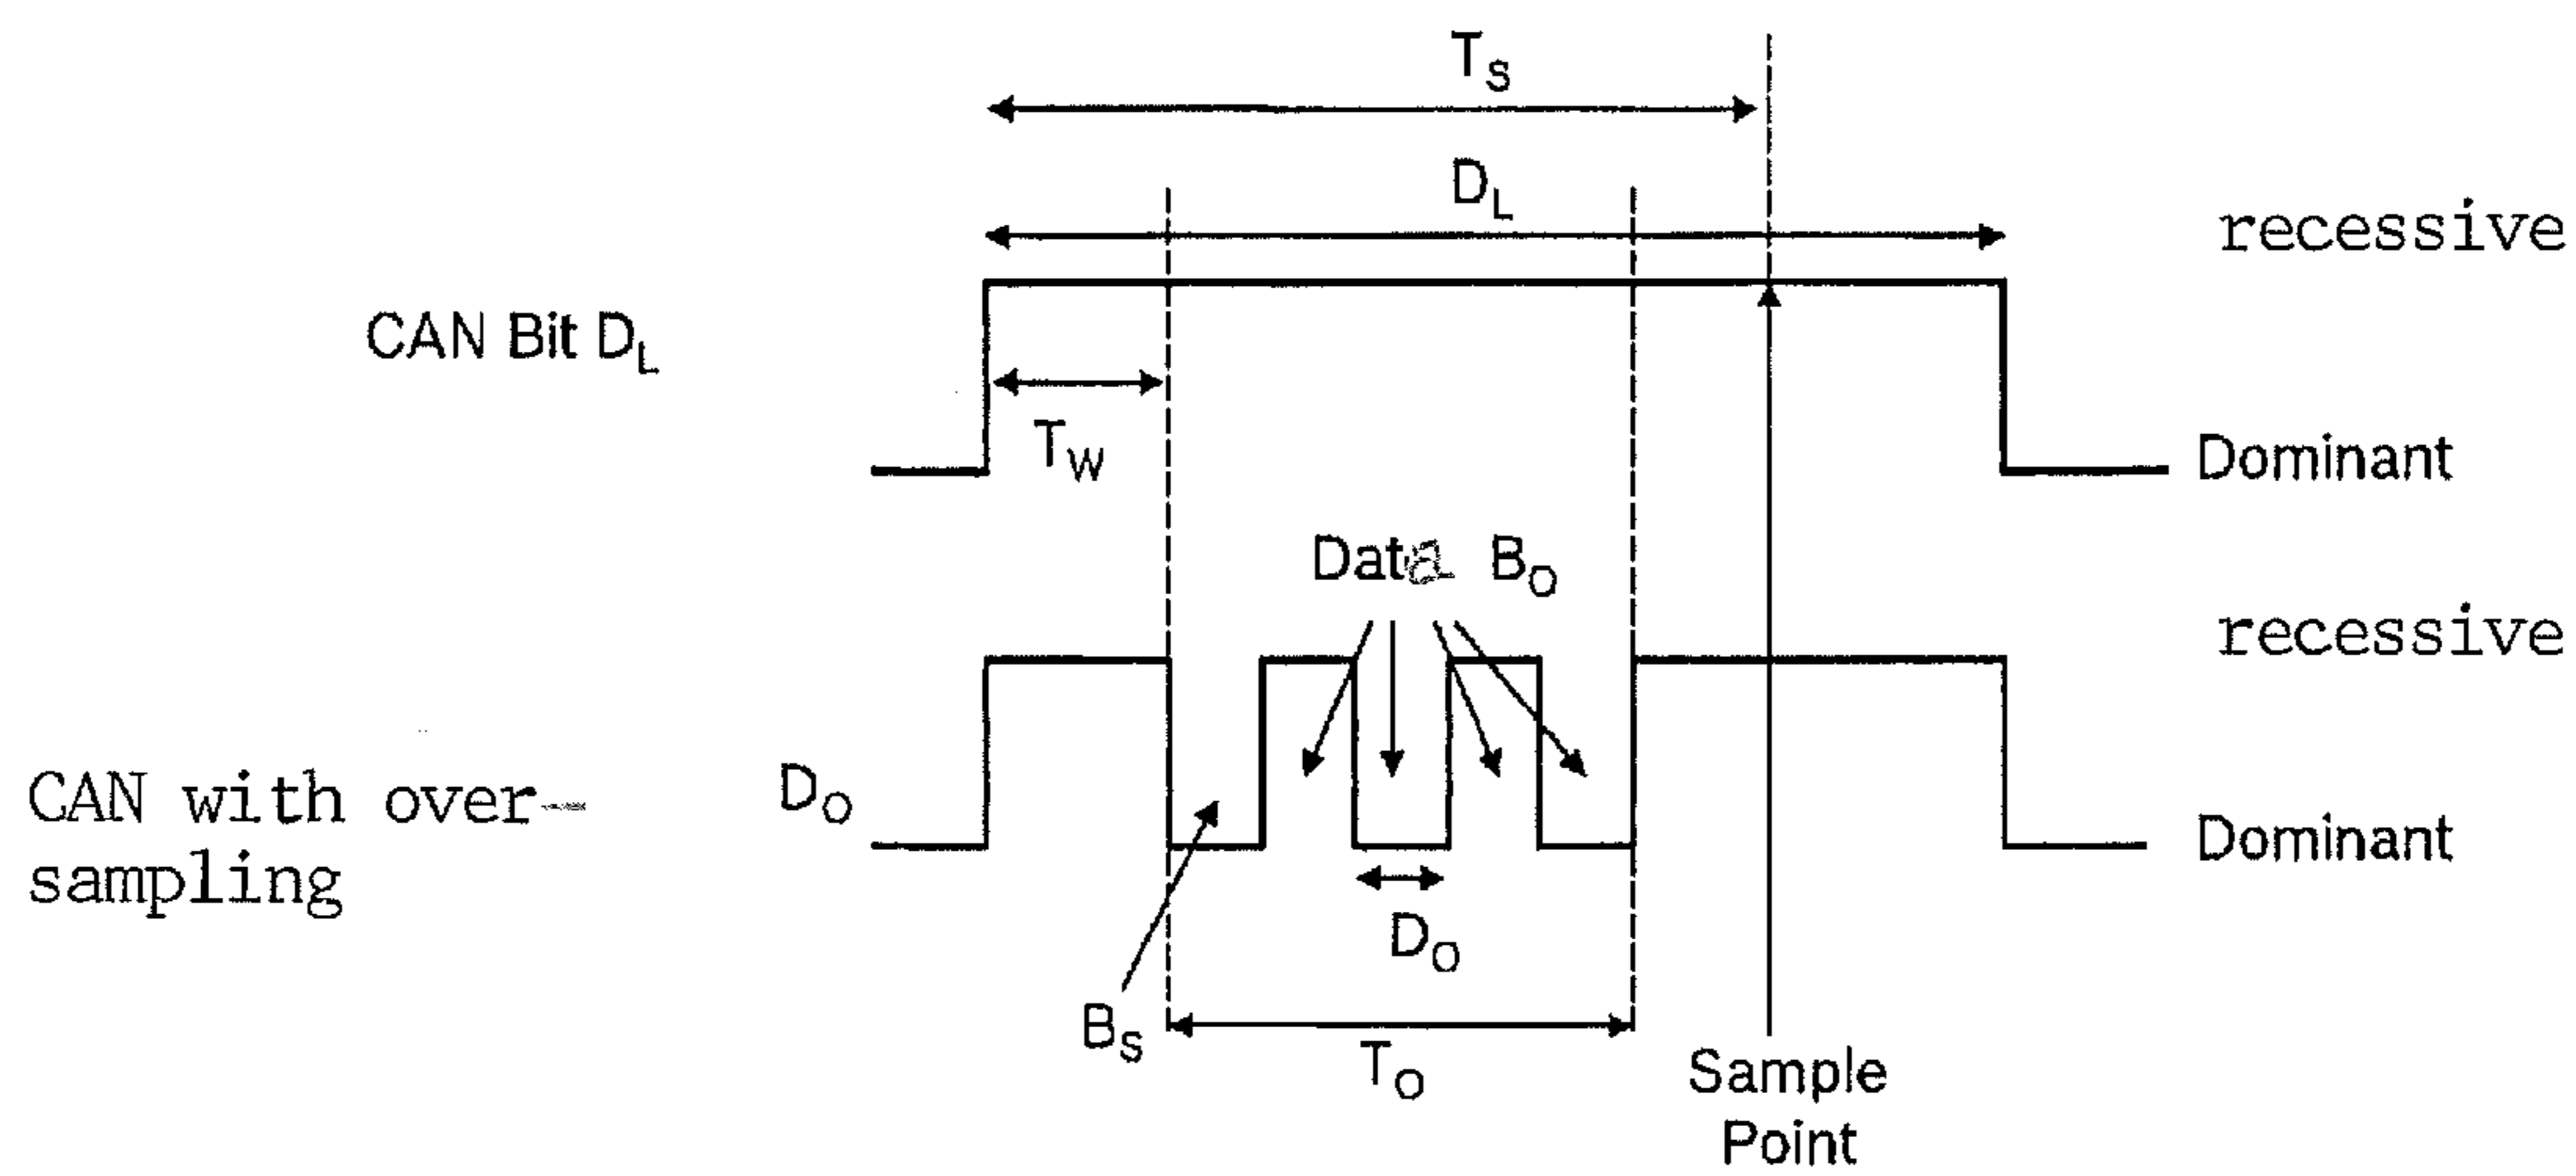 T_S
D_L
recessive
CAN Bit D_L
T_W
Dominant
Data B_O
recessive
CAN with over-
sampling
D_O
Dominant
D_O
B_S
T_O
Sample
Point